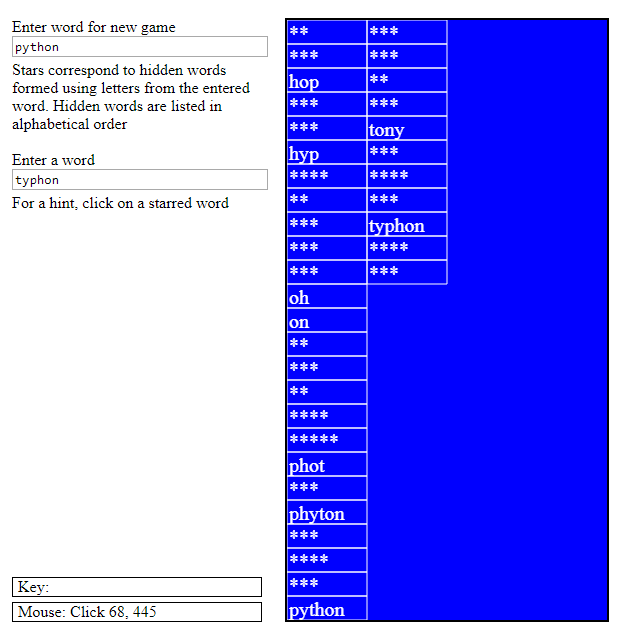 Enter word for new game
python
Stars correspond to hidden words
formed using letters from the entered
word. Hidden words are listed in
alphabetical order
Enter a word
typhon
For a hint, click on a starred word
Key:
Mouse: Click 68, 445
**
***
hop
***
***
hyp
****
**
***
***
***
oh
on
**
***
**
****
*****
phot
***
phyton
***
****
***
python
***
***
**
***
tony
***
****
***
typhon
****
***